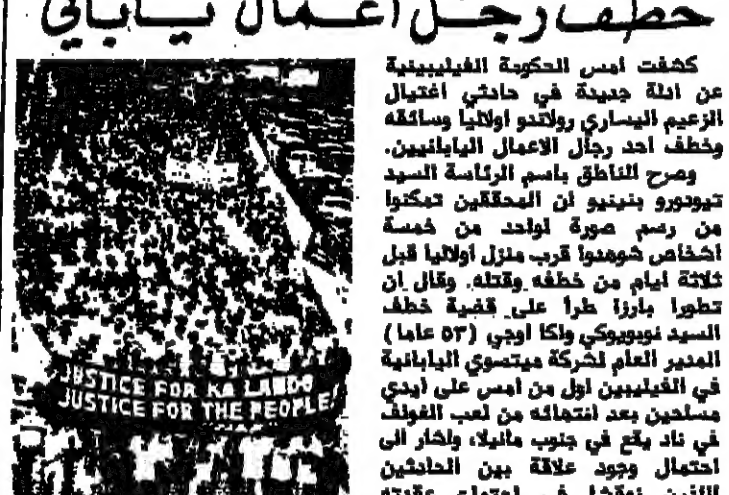 خطف رجل أعمال ياباني
كشفت امس الحكومة الفيليبينية
عن ادلة جديدة في حادثي اغتيال
الزعيم اليساري رولاندو اولاليا وسائقه
وخطف احد رجال الاعمال اليابانيين.
وصرح الناطق باسم الرئاسة السيد
تيودورو بنينيو ان المحققين تمكنوا
من رسم صورة لواحد من خمسة
اشخاص شوهدوا قرب منزل اولاليا قبل
ثلاثة ايام من خطفه وقتله. وقال ان
تطورا بارزا طرأ على قضية خطف
السيد نوبويوكي واكا اوجي (٥٣ عاما)
المدير العام لشركة ميتسوي اليابانية
في الفيليبين اول من امس على ايدي
مسلحين بعد انتهائه من لعب الغولف
في ناد يقع في جنوب مانيلا، واشار الى
احتمال وجود علاقة بين الحادثين
JUSTICE FOR KA LANDO
JUSTICE FOR THE PEOPLE